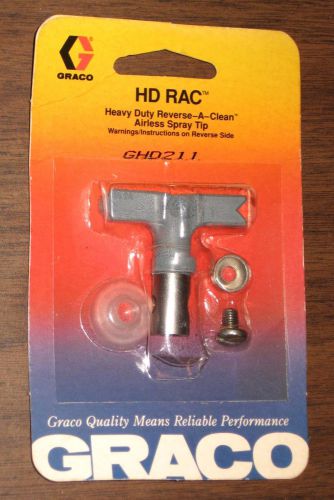 GRACO
HD RAC™
Heavy Duty Reverse-A-Clean™
Airless Spray Tip
Warnings/Instructions on Reverse Side
GHD211
Graco Quality Means Reliable Performance
GRACO